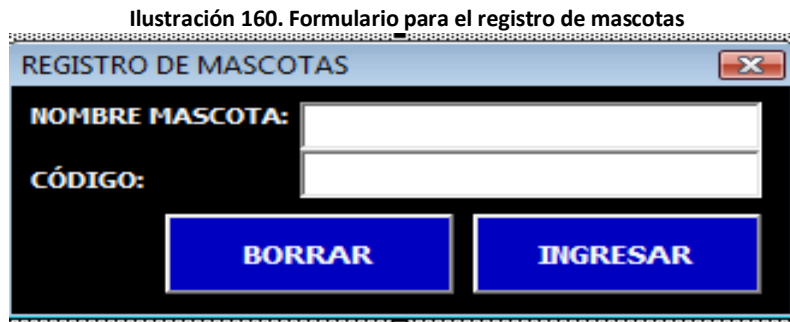 Ilustración 160. Formulario para el registro de mascotas
REGISTRO DE MASCOTAS
NOMBRE MASCOTA:
CÓDIGO:
BORRAR INGRESAR